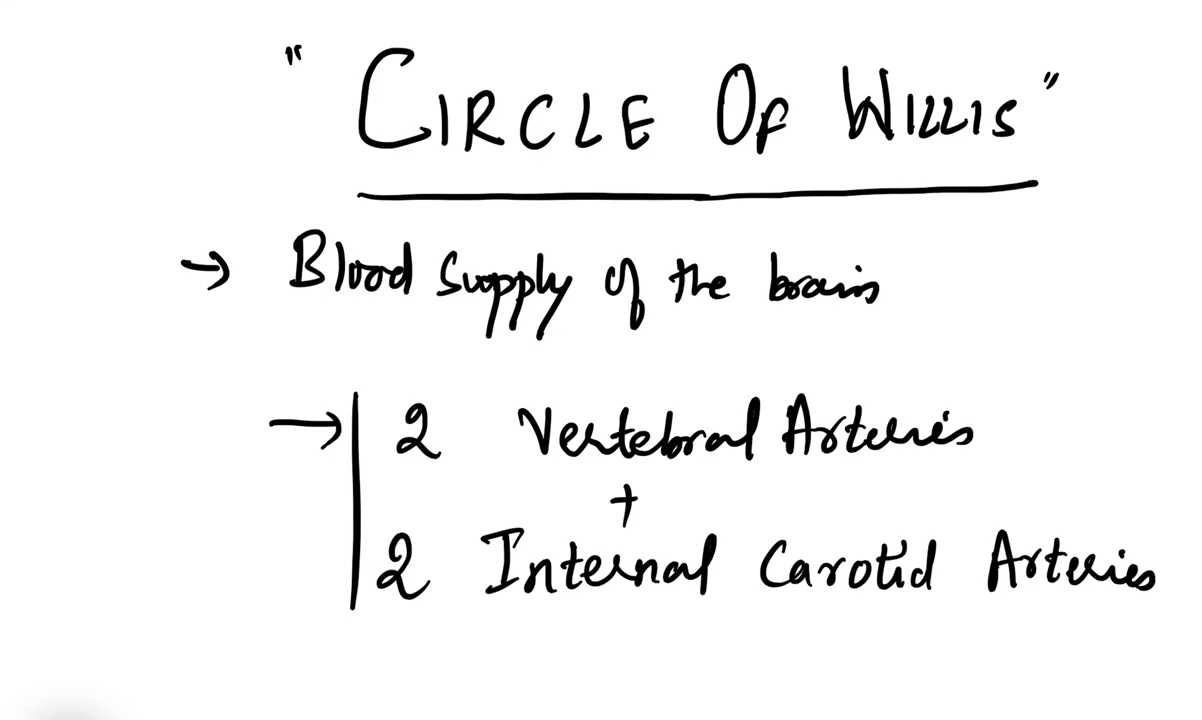 "CIRCLE OF WILLIS"
→ Blood supply of the brain
→ 2 Vertebral Arteries
+
2 Internal Carotid Arteries